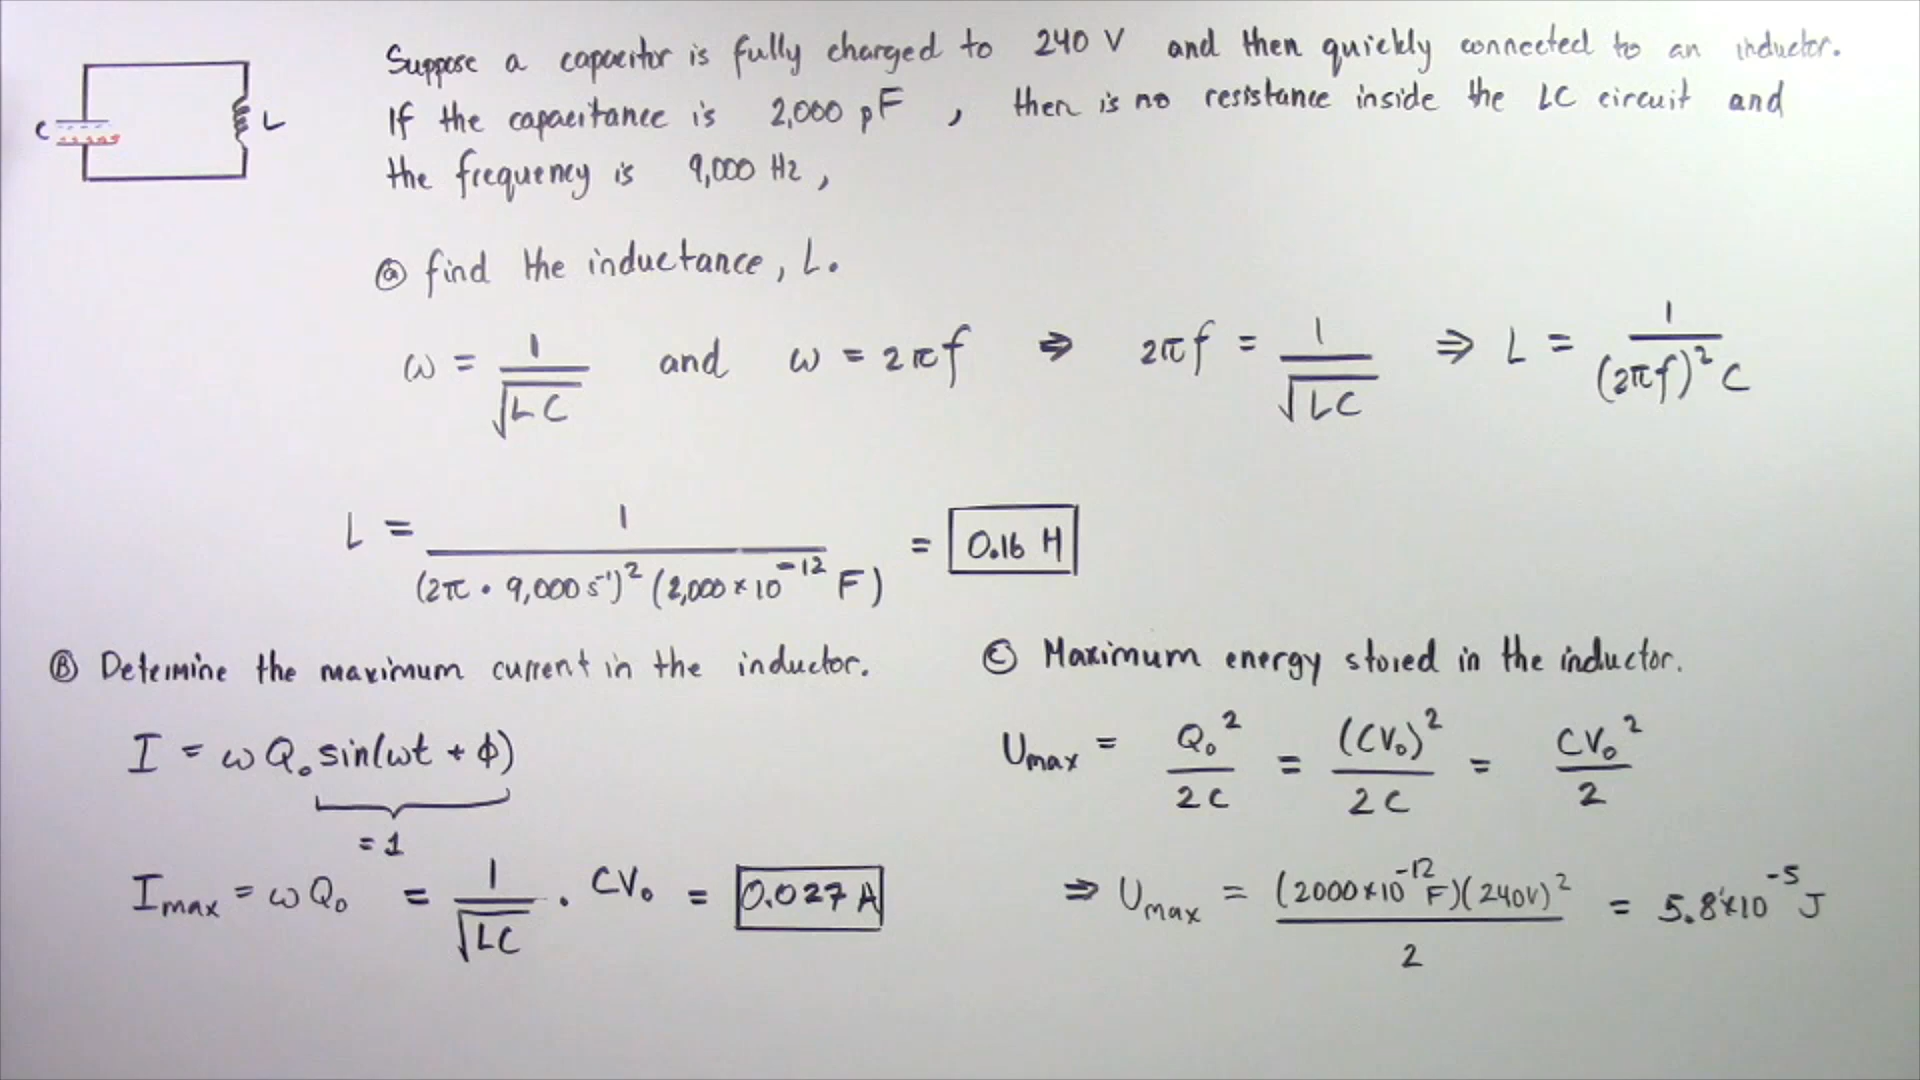 Suppose a capacitor is fully charged to 240 V and then quickly connected to an inductor.
If the capacitance is 2,000 pF, then is no resistance inside the LC circuit and
the frequency is 9,000 Hz,
C
L
ⓐ find the inductance, L.
ω = 1/√LC and ω = 2πf ⇒ 2πf = 1/√LC ⇒ L = 1/(2πf)² C
L = 1/(2π · 9,000 s⁻¹)² (2,000 × 10⁻¹² F) = 0.16 H
Ⓑ Determine the maximum current in the inductor.
I = ω Q₀ sin(ωt + φ)
= 1
Imax = ω Q₀ = 1/√LC · CV₀ = 0.027 A
Ⓒ Maximum energy stored in the inductor.
Umax = Q₀²/2C = (CV₀)²/2C = CV₀²/2
⇒ Umax = (2000×10⁻¹² F)(240V)²/2 = 5.8×10⁻⁵ J